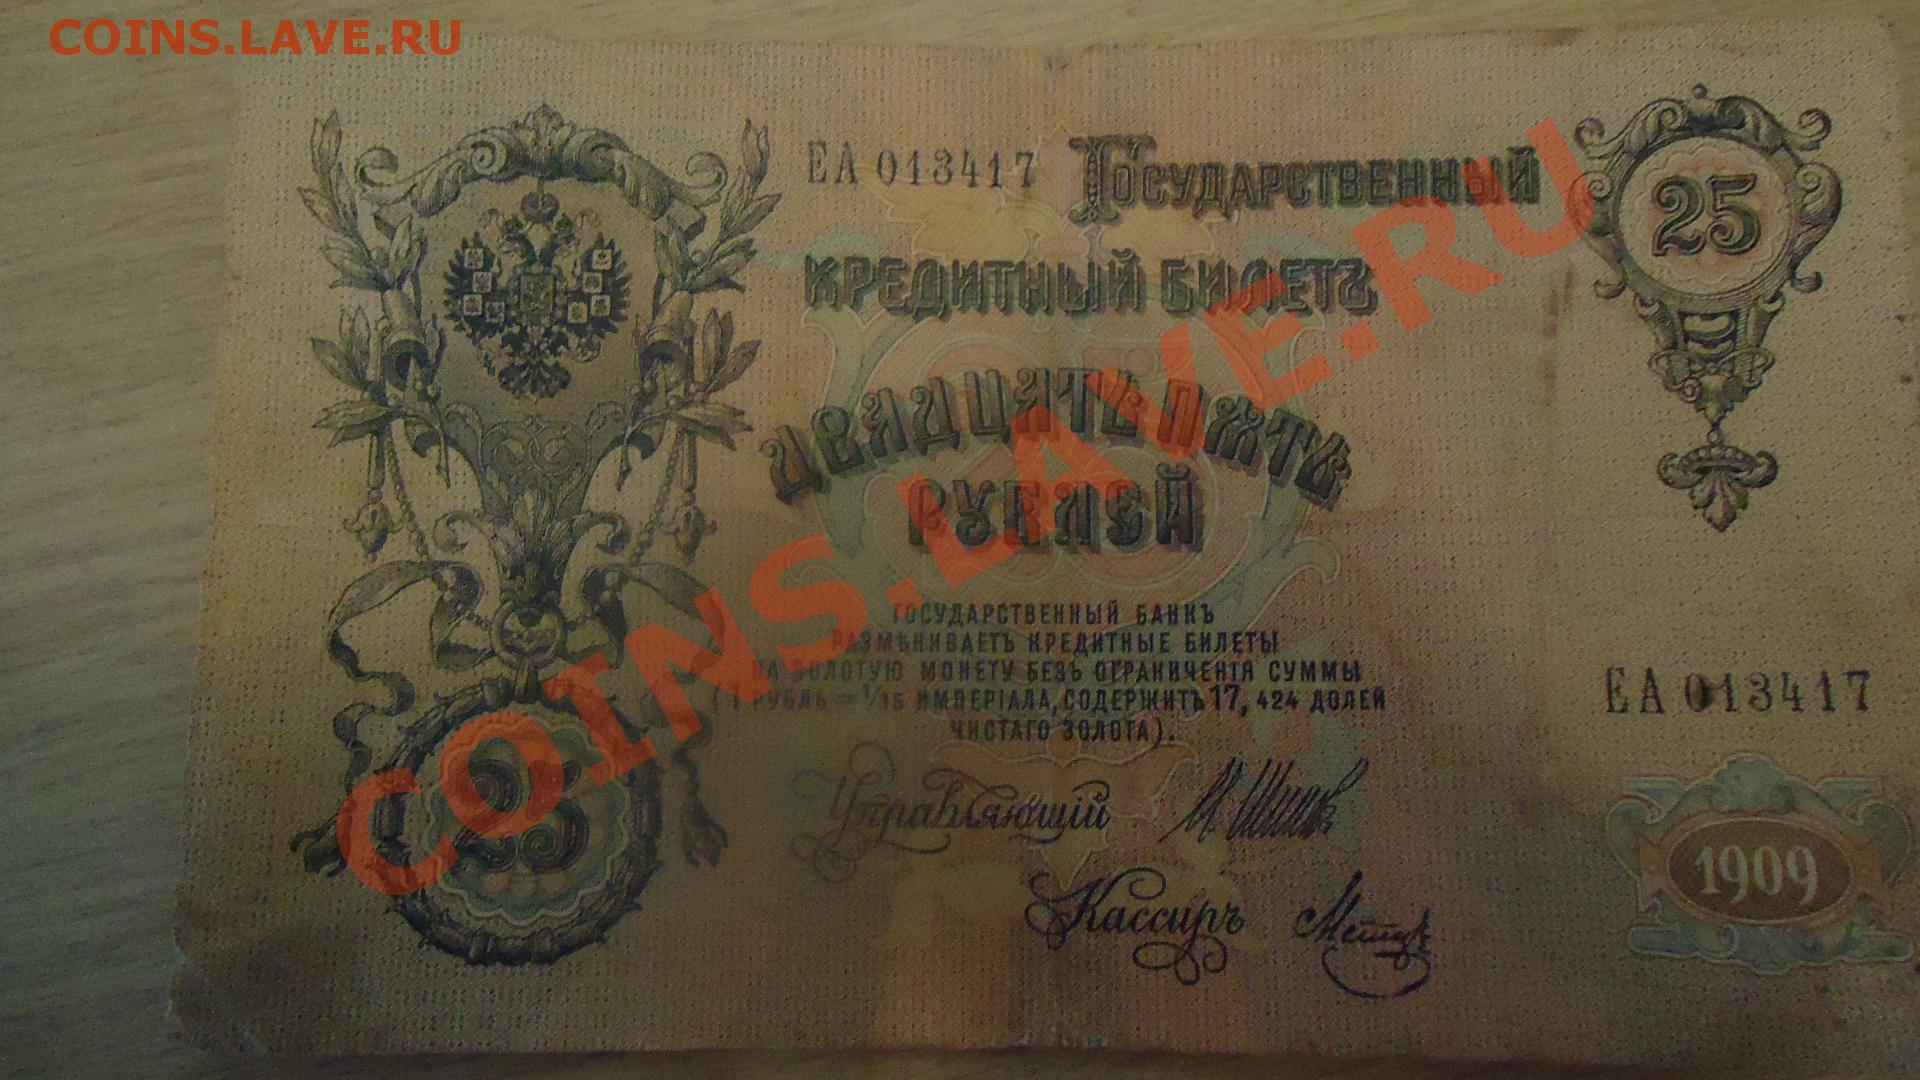 COINS.LAVE.RU
ЕА 013417
ГОСУДАРСТВЕННЫЙ
25
КРЕДИТНЫЙ БИЛЕТЪ
ДВАДЦАТЬ ПЯТЬ
РУБЛЕЙ
ГОСУДАРСТВЕННЫЙ БАНКЪ
РАЗМѢНИВАЕТЪ КРЕДИТНЫЕ БИЛЕТЫ
НА ЗОЛОТУЮ МОНЕТУ БЕЗЪ ОГРАНИЧЕНІЯ СУММЫ
(1 РУБЛЬ = 1/15 ИМПЕРІАЛА, СОДЕРЖИТЪ 17, 424 ДОЛЕЙ
ЧИСТАГО ЗОЛОТА).
ЕА 013417
Управляющій
Кассиръ
25
1909
COINS.LAVE.RU